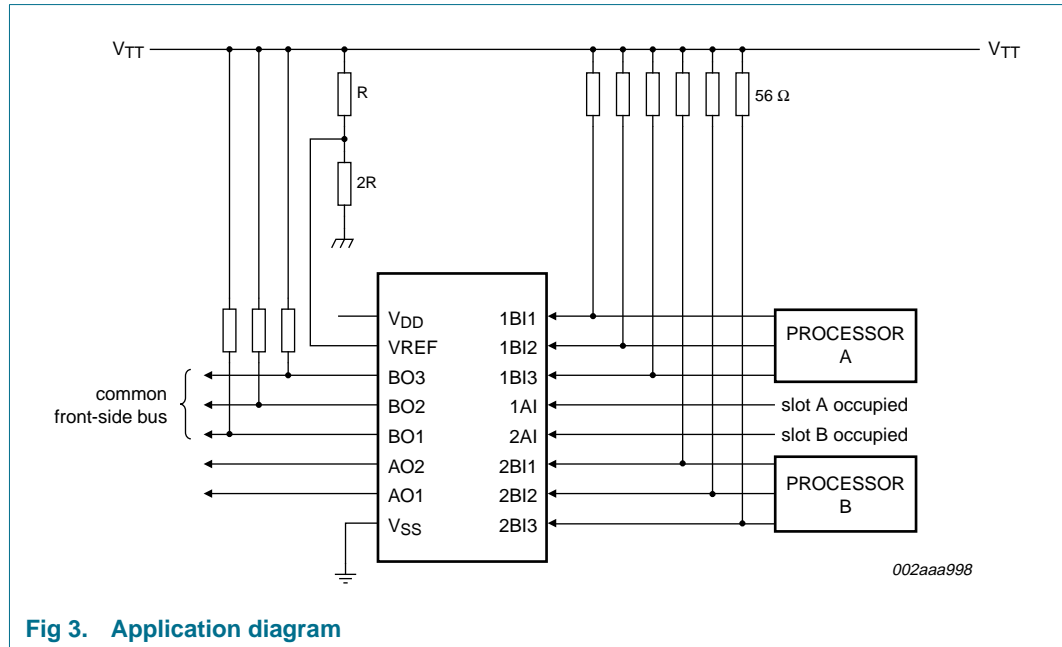 VTT
VTT
R
56 Ω
2R
VDD
1BI1
PROCESSOR
A
VREF
1BI2
BO3
1BI3
common
front-side bus
BO2
1AI
slot A occupied
BO1
2AI
slot B occupied
AO2
2BI1
PROCESSOR
B
AO1
2BI2
VSS
2BI3
002aaa998
Fig 3. Application diagram